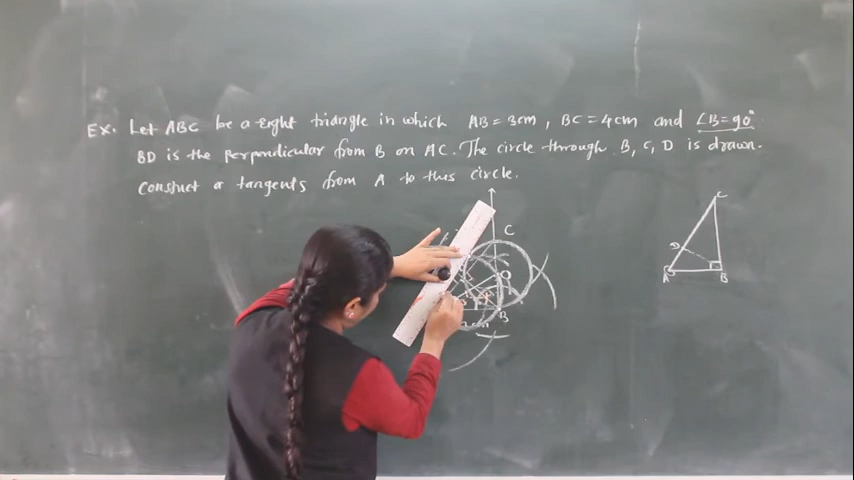 Ex. Let ABC be a right triangle in which AB = 3cm, BC = 4cm and ∠B = 90°
BD is the perpendicular from B on AC. The circle through B, C, D is drawn.
Construct a tangents from A to this circle.
C
O
B
C
D
A
B